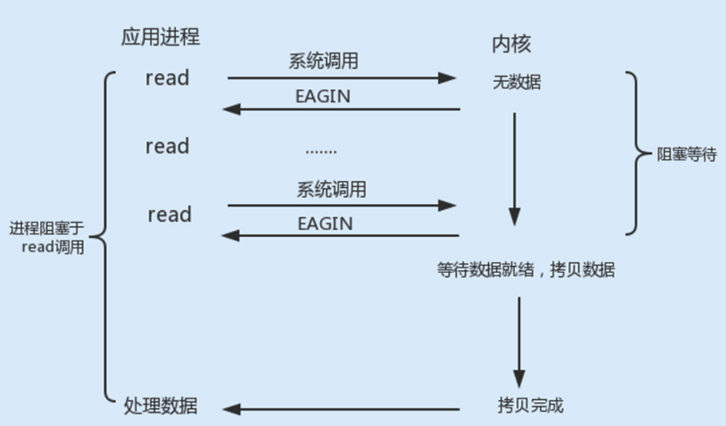 应用进程
内核
read
系统调用
无数据
EAGIN
read
.......
阻塞等待
系统调用
read
EAGIN
进程阻塞于
read调用
等待数据就绪，拷贝数据
处理数据
拷贝完成